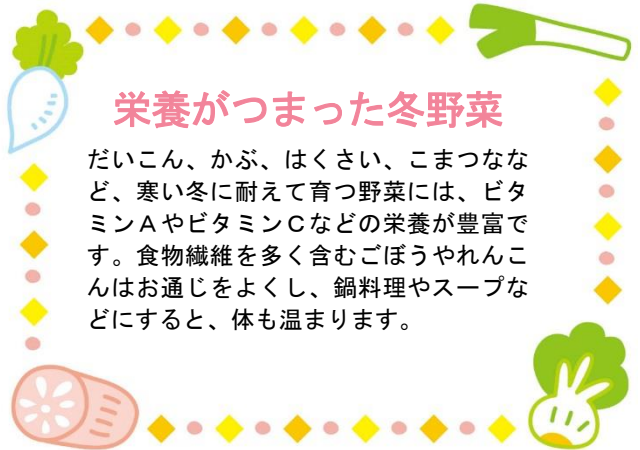 栄養がつまった冬野菜
だいこん、かぶ、はくさい、こまつなな
ど、寒い冬に耐えて育つ野菜には、ビタ
ミンAやビタミンCなどの栄養が豊富で
す。食物繊維を多く含むごぼうやれんこ
んはお通じをよくし、鍋料理やスープな
どにすると、体も温まります。